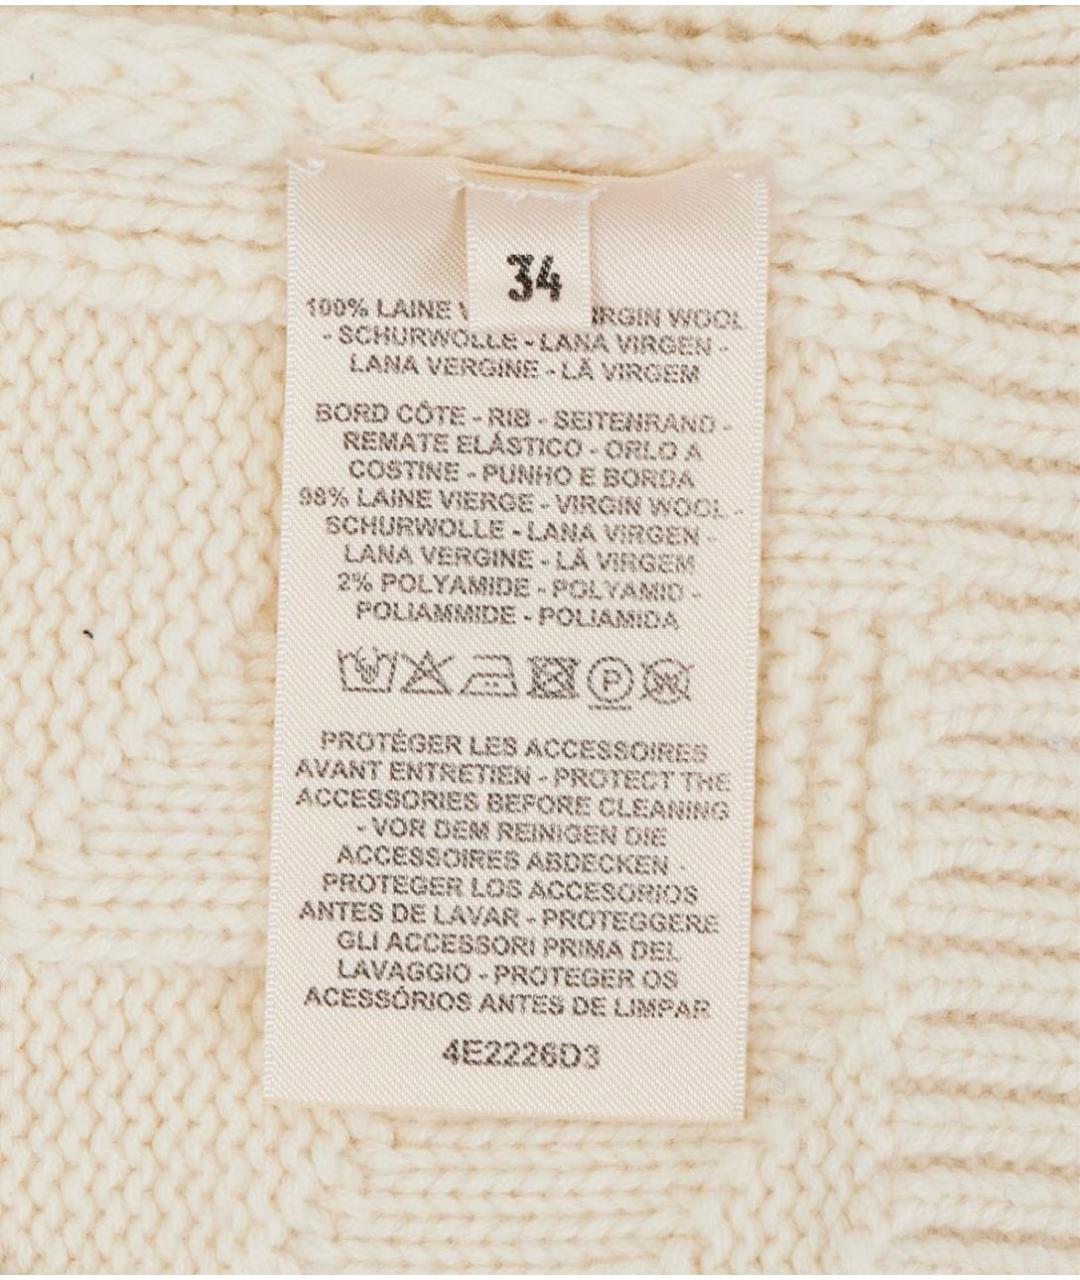 34
100% LAINE V RGIN WOOL
- SCHURWOLLE - LANA VIRGEN -
LANA VERGINE - LÃ VIRGEM
BORD CÔTE - RIB - SEITENRAND -
REMATE ELÁSTICO - ORLO A
COSTINE - PUNHO E BORDA
98% LAINE VIERGE - VIRGIN WOOL -
SCHURWOLLE - LANA VIRGEN -
LANA VERGINE - LÃ VIRGEM
2% POLYAMIDE - POLYAMID -
POLIAMMIDE - POLIAMIDA
P
W
PROTÉGER LES ACCESSOIRES
AVANT ENTRETIEN - PROTECT THE
ACCESSORIES BEFORE CLEANING
- VOR DEM REINIGEN DIE
ACCESSOIRES ABDECKEN -
PROTEGER LOS ACCESORIOS
ANTES DE LAVAR - PROTEGGERE
GLI ACCESSORI PRIMA DEL
LAVAGGIO - PROTEGER OS
ACESSÓRIOS ANTES DE LIMPAR
4E2226D3